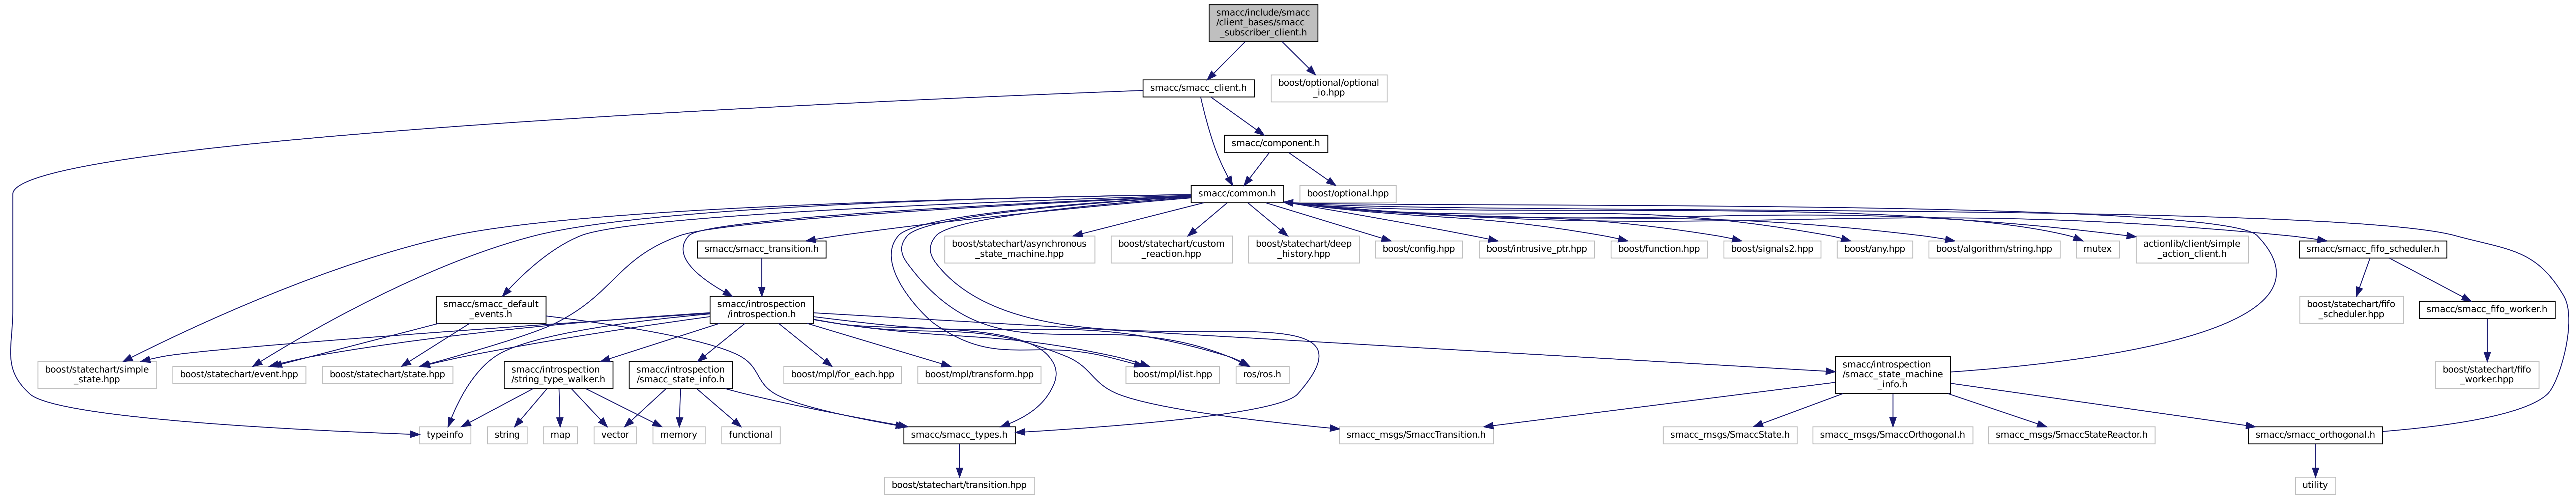 smacc/include/smacc
/client_bases/smacc
_subscriber_client.h
smacc/smacc_client.h
boost/optional/optional
_io.hpp
smacc/component.h
smacc/common.h
boost/optional.hpp
smacc/smacc_transition.h
boost/statechart/asynchronous
_state_machine.hpp
boost/statechart/custom
_reaction.hpp
boost/statechart/deep
_history.hpp
boost/config.hpp
boost/intrusive_ptr.hpp
boost/function.hpp
boost/signals2.hpp
boost/any.hpp
boost/algorithm/string.hpp
mutex
actionlib/client/simple
_action_client.h
smacc/smacc_fifo_scheduler.h
smacc/smacc_default
_events.h
smacc/introspection
/introspection.h
boost/statechart/fifo
_scheduler.hpp
smacc/smacc_fifo_worker.h
boost/statechart/simple
_state.hpp
boost/statechart/event.hpp
boost/statechart/state.hpp
smacc/introspection
/string_type_walker.h
smacc/introspection
/smacc_state_info.h
boost/mpl/for_each.hpp
boost/mpl/transform.hpp
boost/mpl/list.hpp
ros/ros.h
smacc/introspection
/smacc_state_machine
_info.h
boost/statechart/fifo
_worker.hpp
typeinfo
string
map
vector
memory
functional
smacc/smacc_types.h
smacc_msgs/SmaccTransition.h
smacc_msgs/SmaccState.h
smacc_msgs/SmaccOrthogonal.h
smacc_msgs/SmaccStateReactor.h
smacc/smacc_orthogonal.h
boost/statechart/transition.hpp
utility